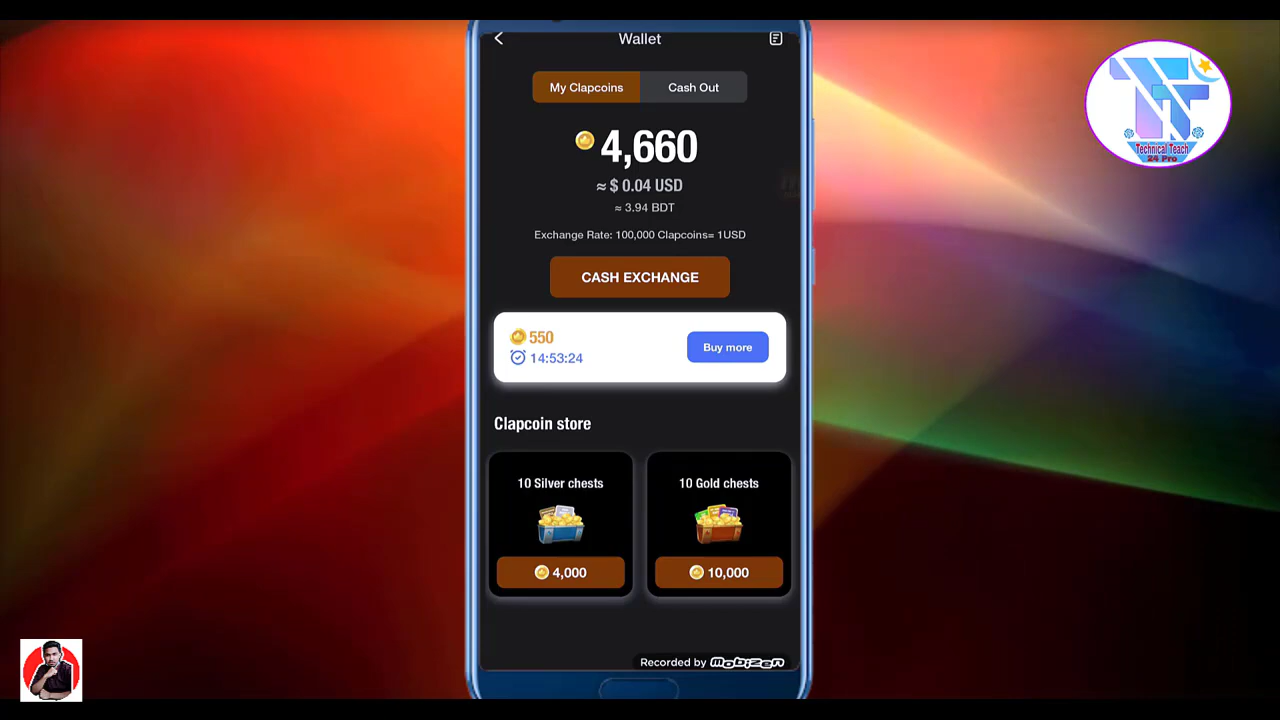 Wallet
My Clapcoins
Cash Out
4,660
≈ $ 0.04 USD
≈ 3.94 BDT
Exchange Rate: 100,000 Clapcoins= 1USD
CASH EXCHANGE
550
14:53:24
Buy more
Clapcoin store
10 Silver chests
10 Gold chests
4,000
10,000
Recorded by mobizen
Technical Teach
24 Pro